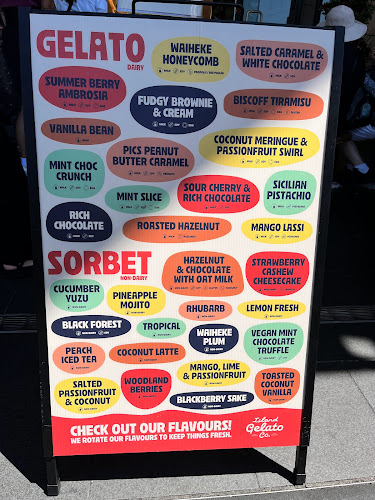 GELATO
DAIRY
WAIHEKE
HONEYCOMB
SALTED CARAMEL &
WHITE CHOCOLATE
SUMMER BERRY
AMBROSIA
FUDGY BROWNIE
& CREAM
BISCOFF TIRAMISU
VANILLA BEAN
PICS PEANUT
BUTTER CARAMEL
COCONUT MERINGUE &
PASSIONFRUIT SWIRL
MINT CHOC
CRUNCH
MINT SLICE
SOUR CHERRY &
RICH CHOCOLATE
SICILIAN
PISTACHIO
RICH
CHOCOLATE
ROASTED HAZELNUT
MANGO LASSI
SORBET
NON-DAIRY
HAZELNUT
& CHOCOLATE
WITH OAT MILK
STRAWBERRY
CASHEW
CHEESECAKE
CUCUMBER
YUZU
PINEAPPLE
MOJITO
RHUBARB
LEMON FRESH
BLACK FOREST
TROPICAL
WAIHEKE
PLUM
VEGAN MINT
CHOCOLATE
TRUFFLE
PEACH
ICED TEA
COCONUT LATTE
MANGO, LIME
& PASSIONFRUIT
TOASTED
COCONUT
VANILLA
SALTED
PASSIONFRUIT
& COCONUT
WOODLAND
BERRIES
BLACKBERRY SAKE
CHECK OUT OUR FLAVOURS!
WE ROTATE OUR FLAVOURS TO KEEP THINGS FRESH.
Island
Gelato
Co.